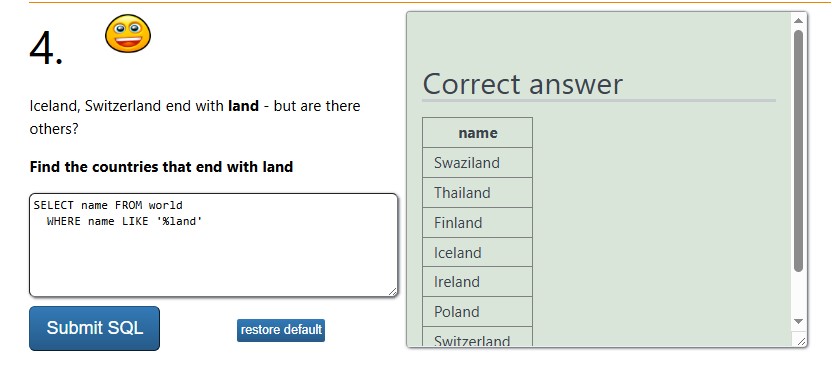 4.
Iceland, Switzerland end with land - but are there
others?
Find the countries that end with land
SELECT name FROM world
WHERE name LIKE '%land'
Submit SQL
restore default
Correct answer
name
Swaziland
Thailand
Finland
Iceland
Ireland
Poland
Switzerland